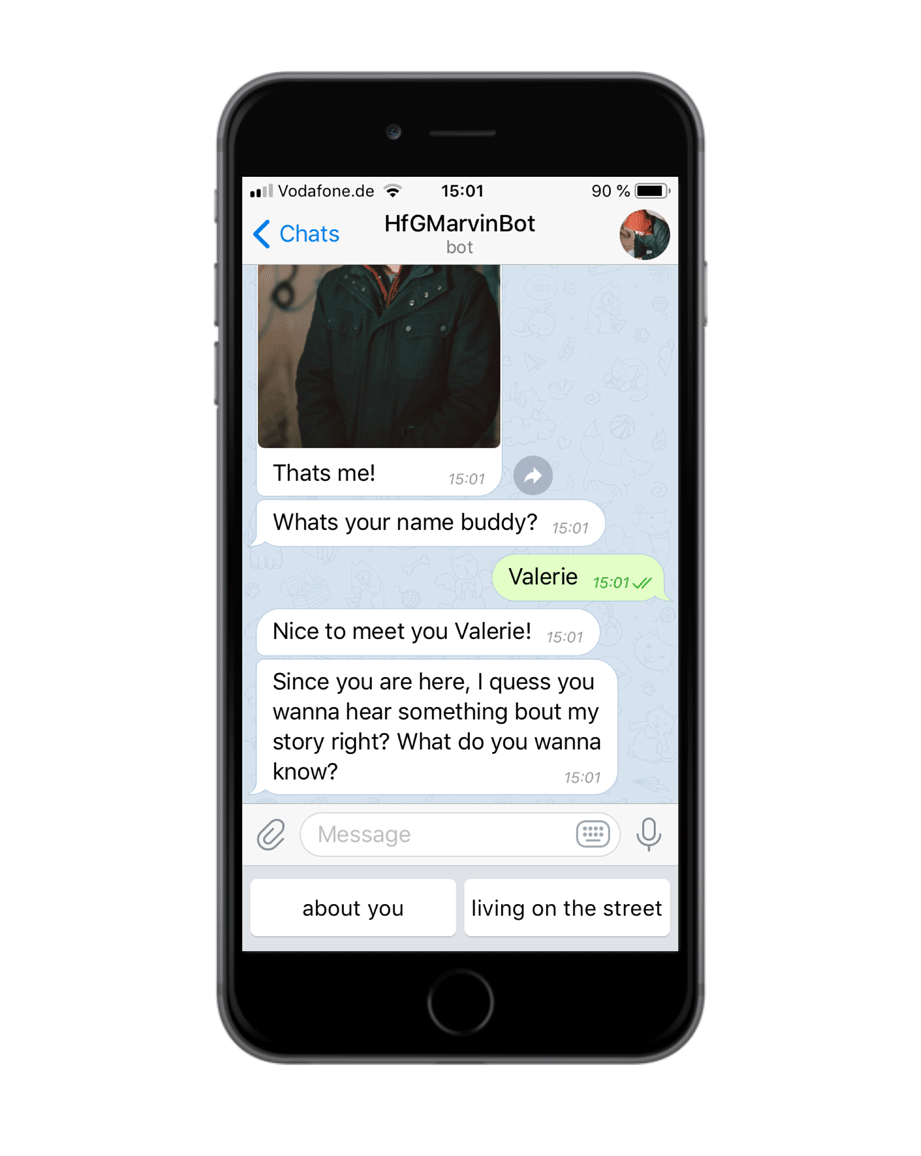 Vodafone.de 15:01 90 %
Chats HfGMarvinBot
bot
Thats me! 15:01
Whats your name buddy? 15:01
Valerie 15:01
Nice to meet you Valerie! 15:01
Since you are here, I quess you
wanna hear something bout my
story right? What do you wanna
know? 15:01
Message
about you living on the street